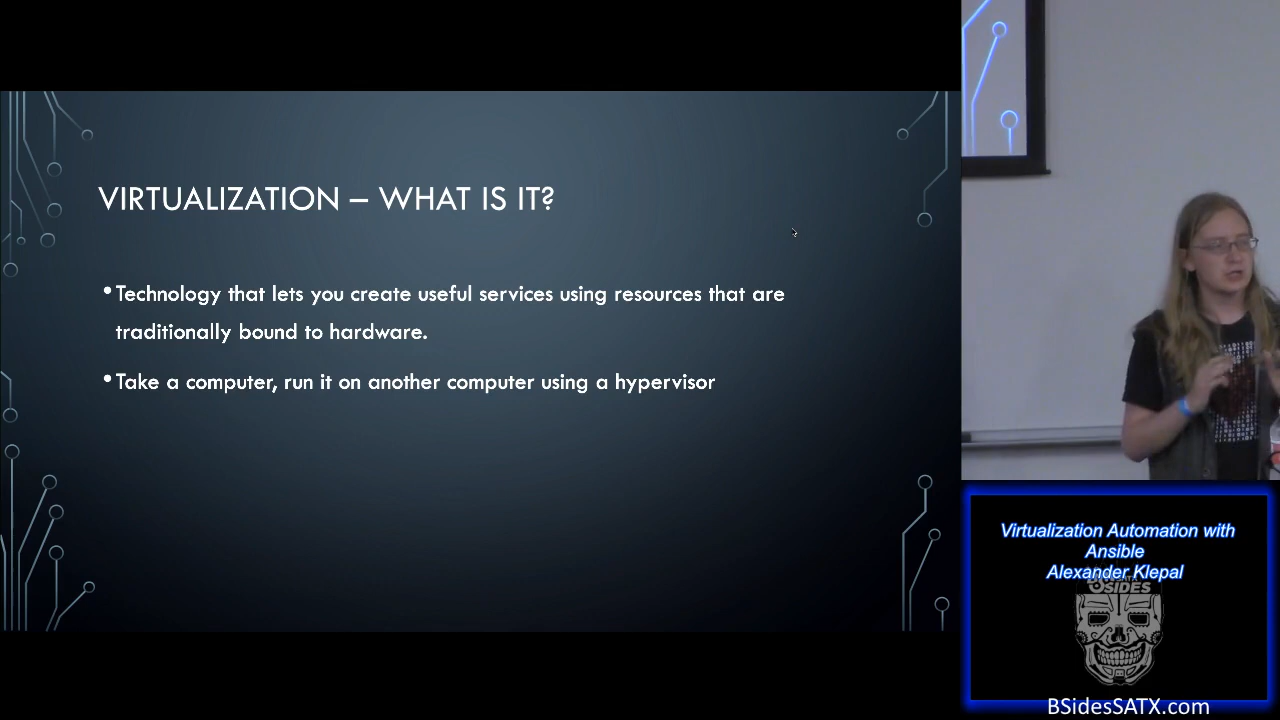 VIRTUALIZATION – WHAT IS IT?
•Technology that lets you create useful services using resources that are
traditionally bound to hardware.
•Take a computer, run it on another computer using a hypervisor
Virtualization Automation with
Ansible
Alexander Klepal
BSIDES
BSidesSATX.com